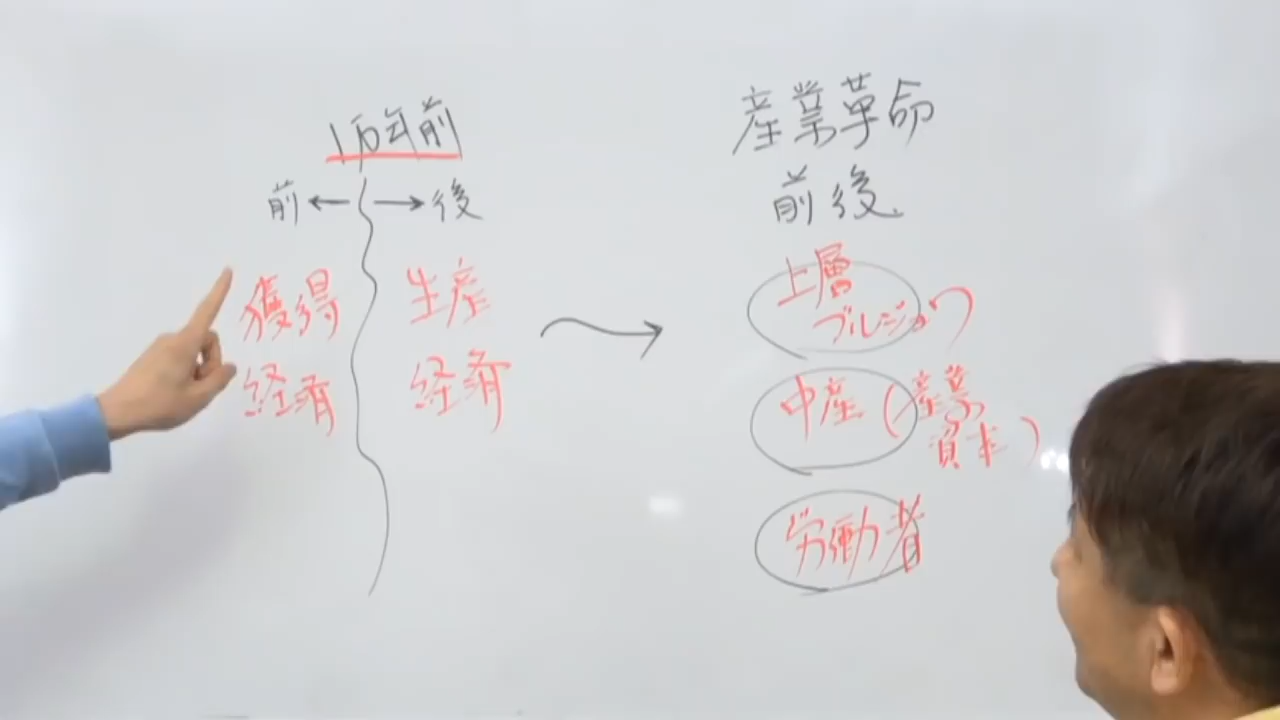 1万年前
前←→後
獲得
経済
生産
経済
産業革命
前後
上層
ブルジョワ
中産(産業
資本)
労働者